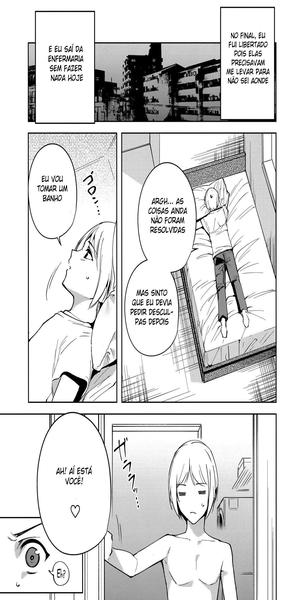 NO FINAL, EU
FUI LIBERTADO
POIS ELAS
PRECISAVAM
ME LEVAR PARA
NÃO SEI AONDE
E EU SAÍ DA
ENFERMARIA
SEM FAZER
NADA HOJE
ARGH... AS
COISAS AINDA
NÃO FORAM
RESOLVIDAS
MAS SINTO
QUE EU DEVIA
PEDIR DESCUL-
PAS DEPOIS
EU VOU
TOMAR UM
BANHO
AH! AÍ ESTÁ
VOCÊ!
♡
EH?